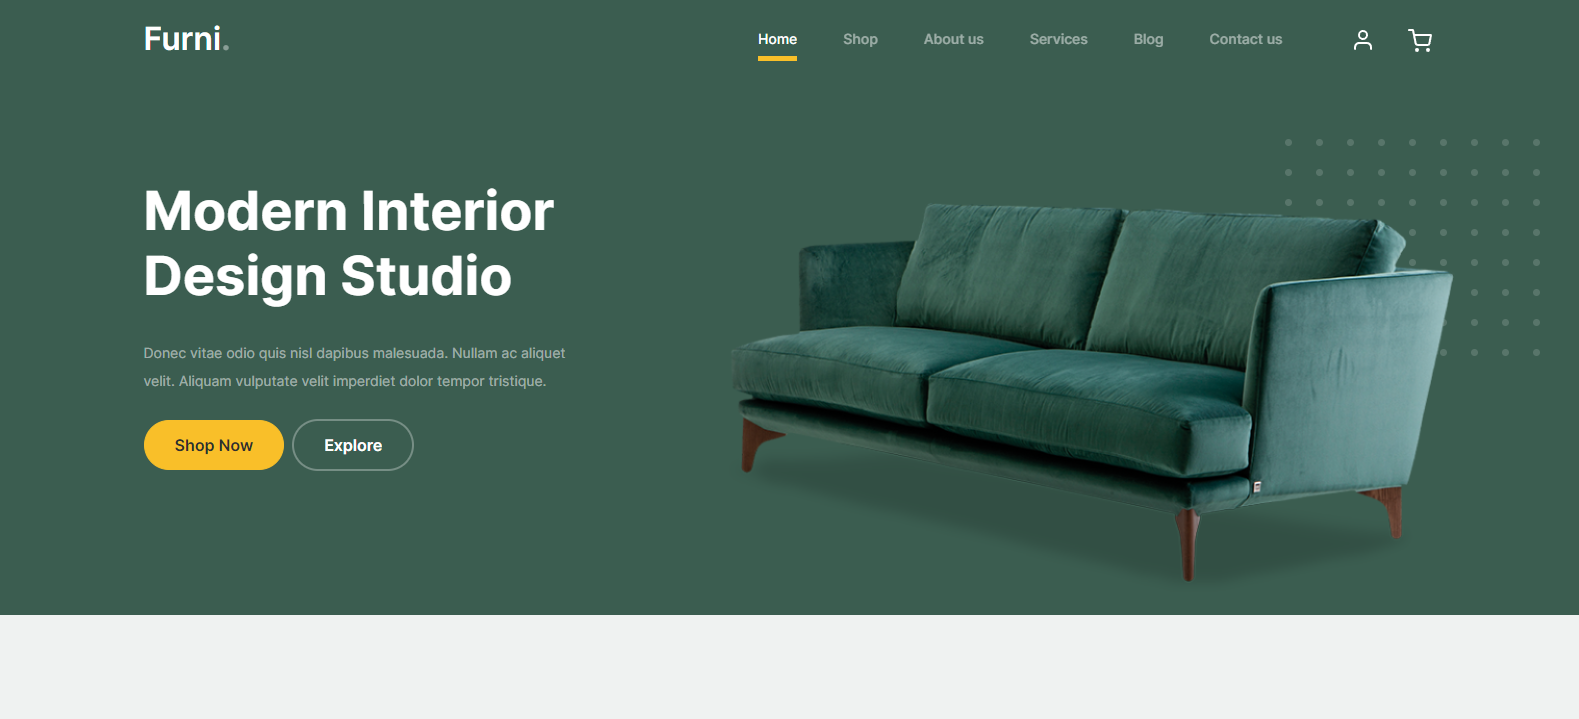 Furni.
Home Shop About us Services Blog Contact us
Modern Interior
Design Studio
Donec vitae odio quis nisl dapibus malesuada. Nullam ac aliquet
velit. Aliquam vulputate velit imperdiet dolor tempor tristique.
Shop Now Explore